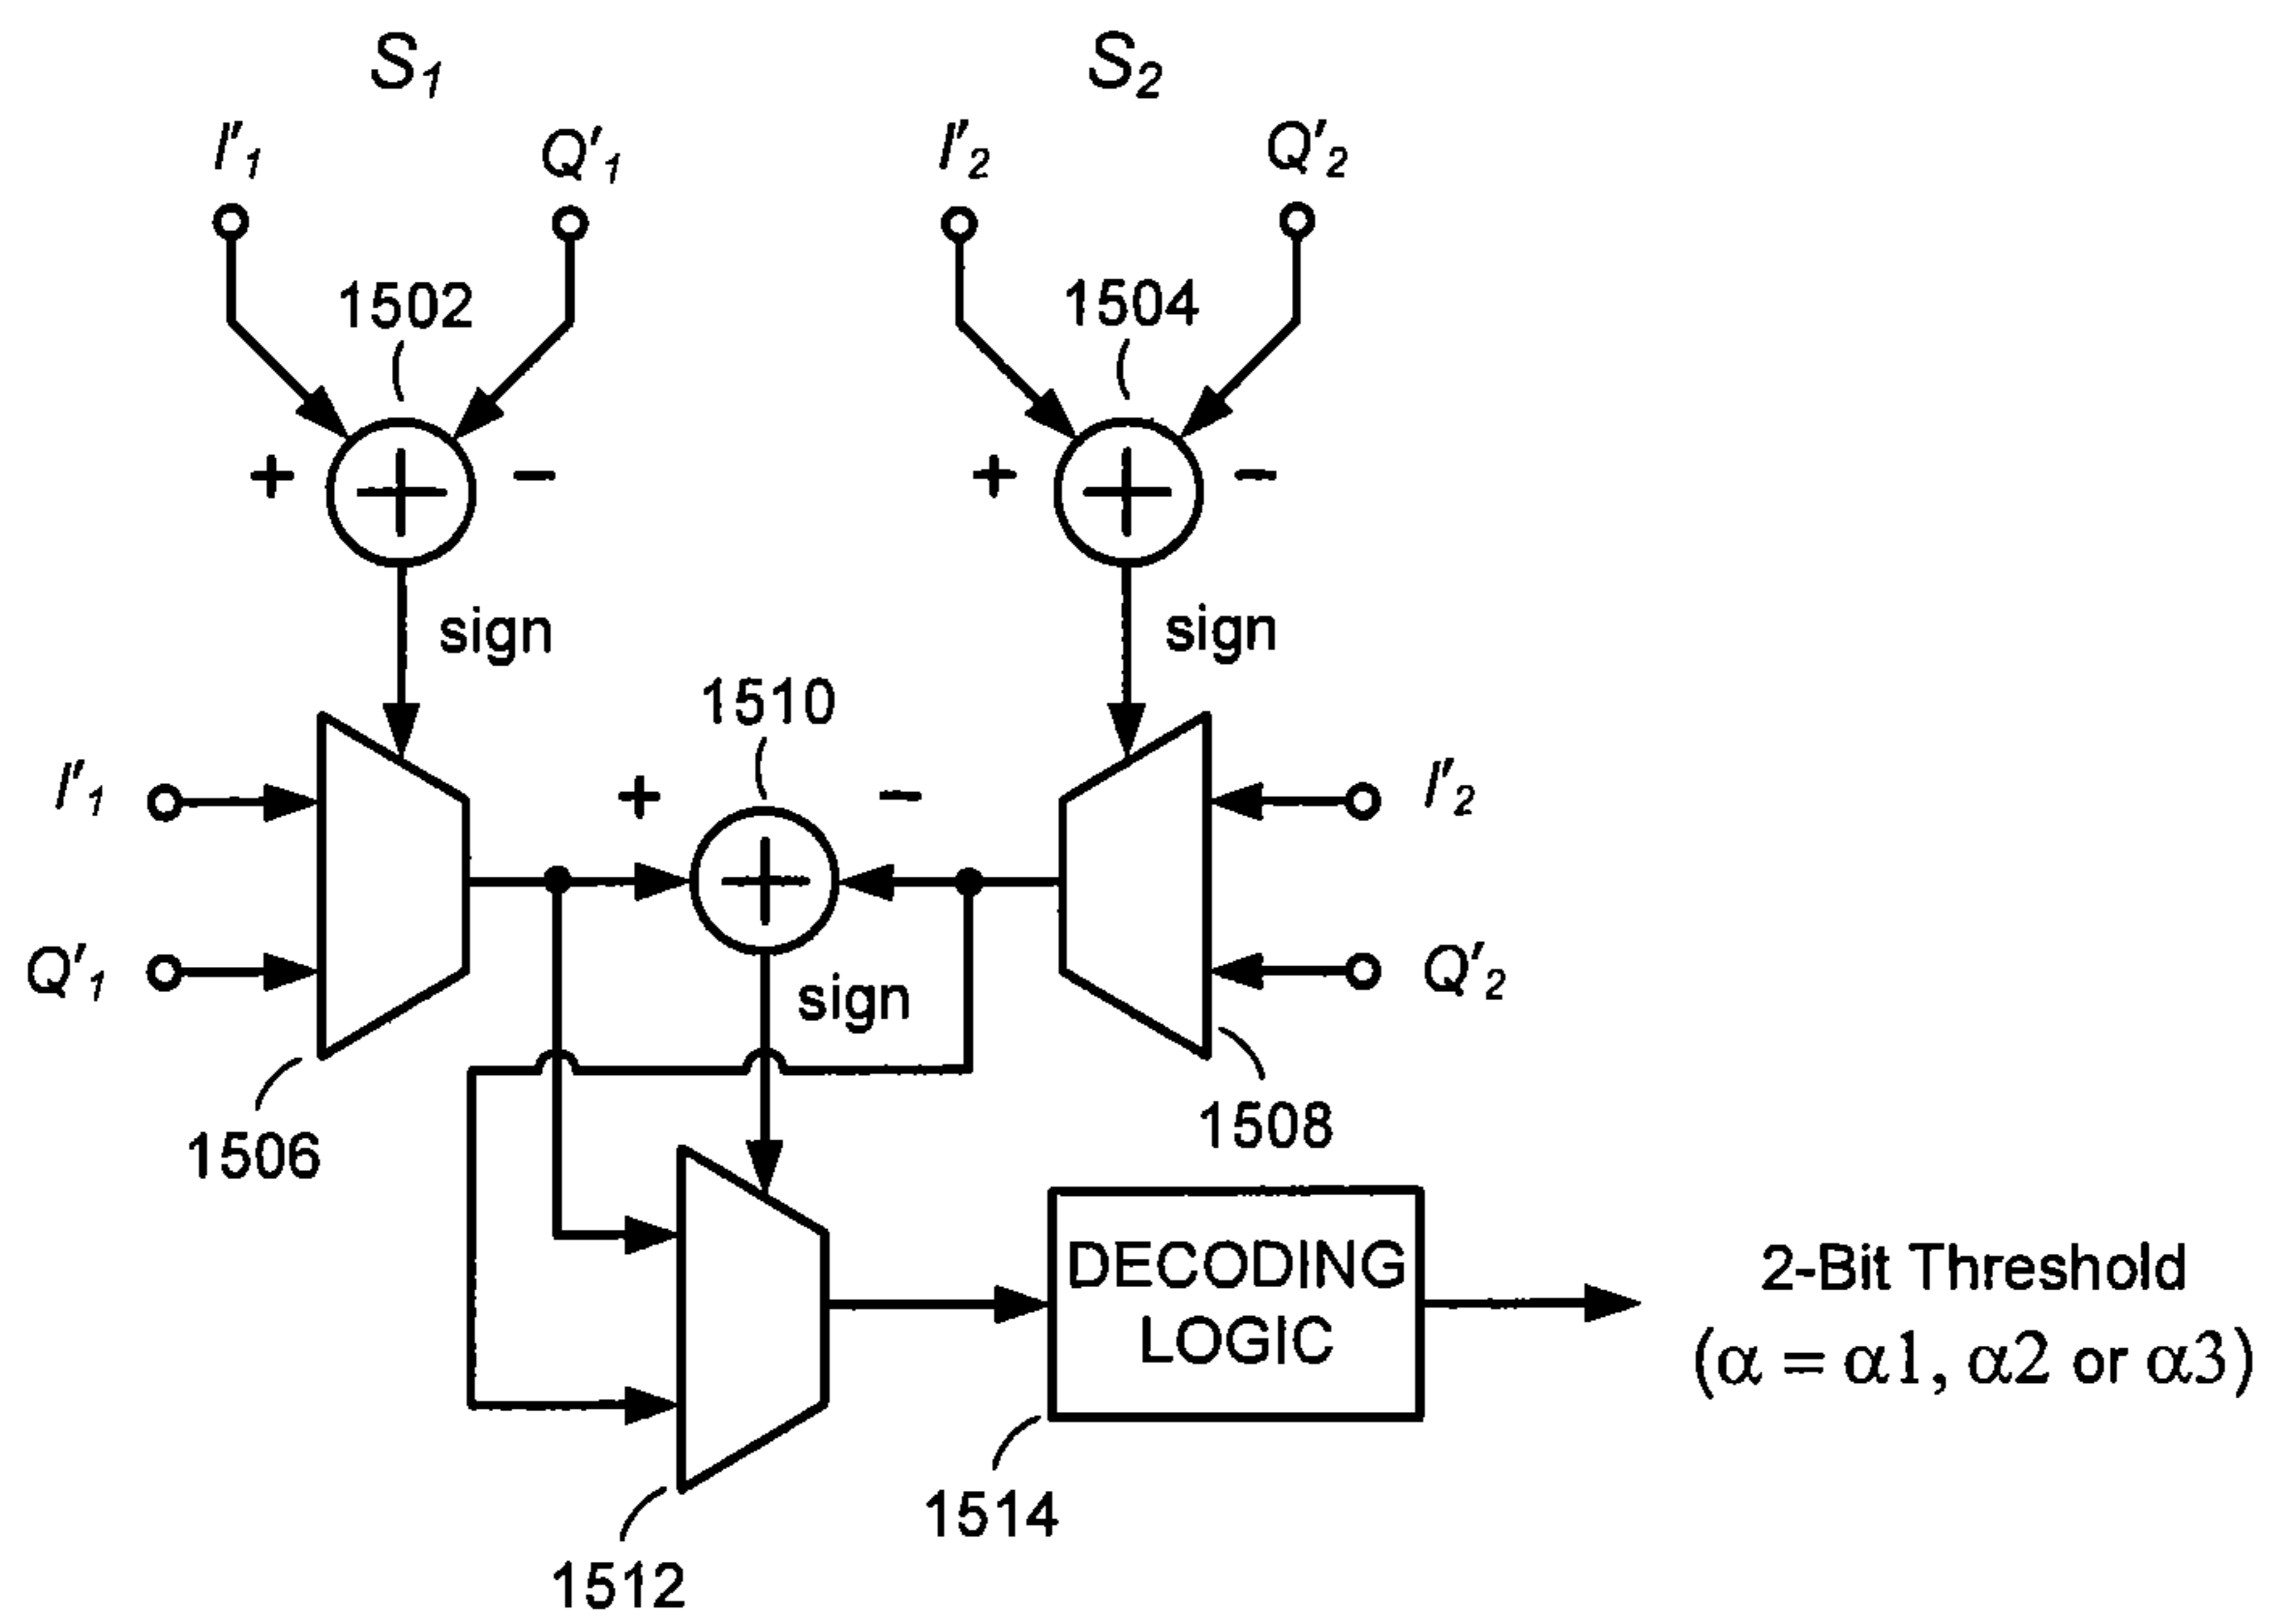 S1 S2
I′1 Q′1 I′2 Q′2
1502 1504
+ − + −
sign sign
1510
I′1 + − I′2
Q′1 sign Q′2
1506 1508
DECODING
LOGIC
2-Bit Threshold
(α = α1, α2 or α3)
1514
1512